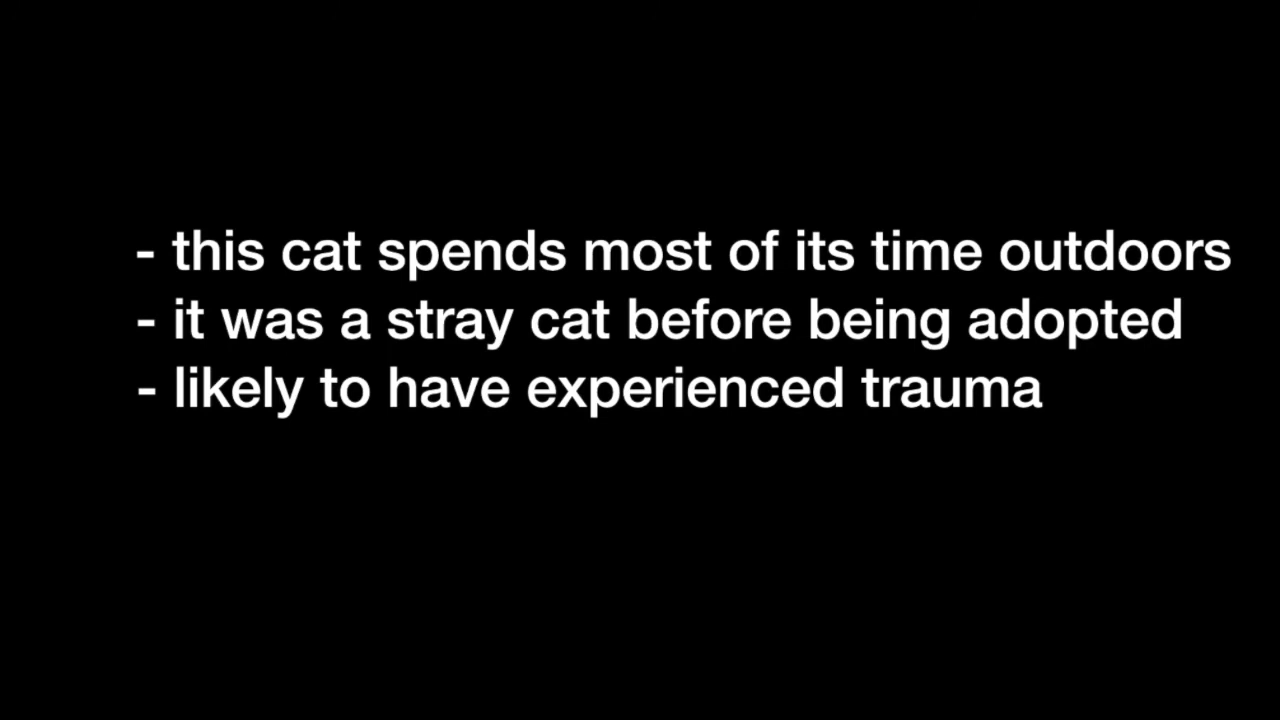 - this cat spends most of its time outdoors
- it was a stray cat before being adopted
- likely to have experienced trauma